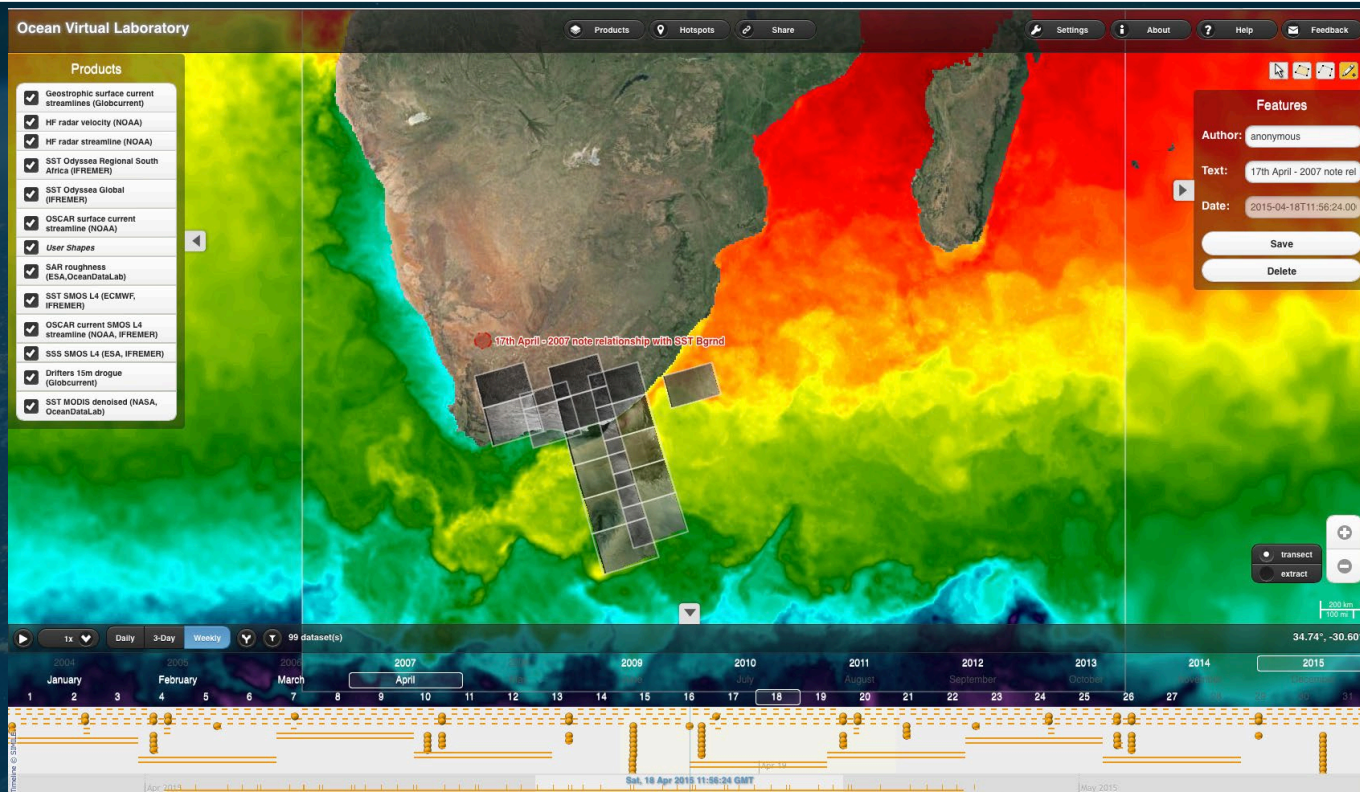 Ocean Virtual Laboratory
Products
Hotspots
Share
Settings
About
Help
Feedback
Products
Geostrophic surface current
streamlines (Globcurrent)
HF radar velocity (NOAA)
HF radar streamline (NOAA)
SST Odyssea Regional South
Africa (IFREMER)
SST Odyssea Global
(IFREMER)
OSCAR surface current
streamline (NOAA)
User Shapes
SAR roughness
(ESA,OceanDataLab)
SST SMOS L4 (ECMWF,
IFREMER)
OSCAR current SMOS L4
streamline (NOAA, IFREMER)
SSS SMOS L4 (ESA, IFREMER)
Drifters 15m drogue
(Globcurrent)
SST MODIS denoised (NASA,
OceanDataLab)
Features
Author: anonymous
Text: 17th April - 2007 note rel
Date: 2015-04-18T11:56:24.00
Save
Delete
17th April - 2007 note relationship with SST Bgrnd
transect
extract
200 km
100 mi
1x Daily 3-Day Weekly 99 dataset(s)
34.74°, -30.60°
2004 2005 2006 2007 2009 2010 2011 2012 2013 2014 2015
January February March April July August September October
1 2 3 4 5 6 7 8 9 10 11 12 13 14 15 16 17 18 19 20 21 22 23 24 25 26 27 31
Apr 19
Sat, 18 Apr 2015 11:56:24 GMT
Apr 2015
May 2015
Timeline © SIMILE